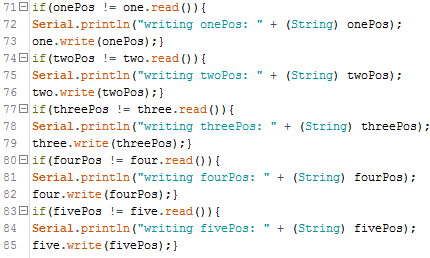 71 if(onePos != one.read()){
72 Serial.println("writing onePos: " + (String) onePos);
73 one.write(onePos);}
74 if(twoPos != two.read()){
75 Serial.println("writing twoPos: " + (String) twoPos);
76 two.write(twoPos);}
77 if(threePos != three.read()){
78 Serial.println("writing threePos: " + (String) threePos);
79 three.write(threePos);}
80 if(fourPos != four.read()){
81 Serial.println("writing fourPos: " + (String) fourPos);
82 four.write(fourPos);}
83 if(fivePos != five.read()){
84 Serial.println("writing fivePos: " + (String) fivePos);
85 five.write(fivePos);}